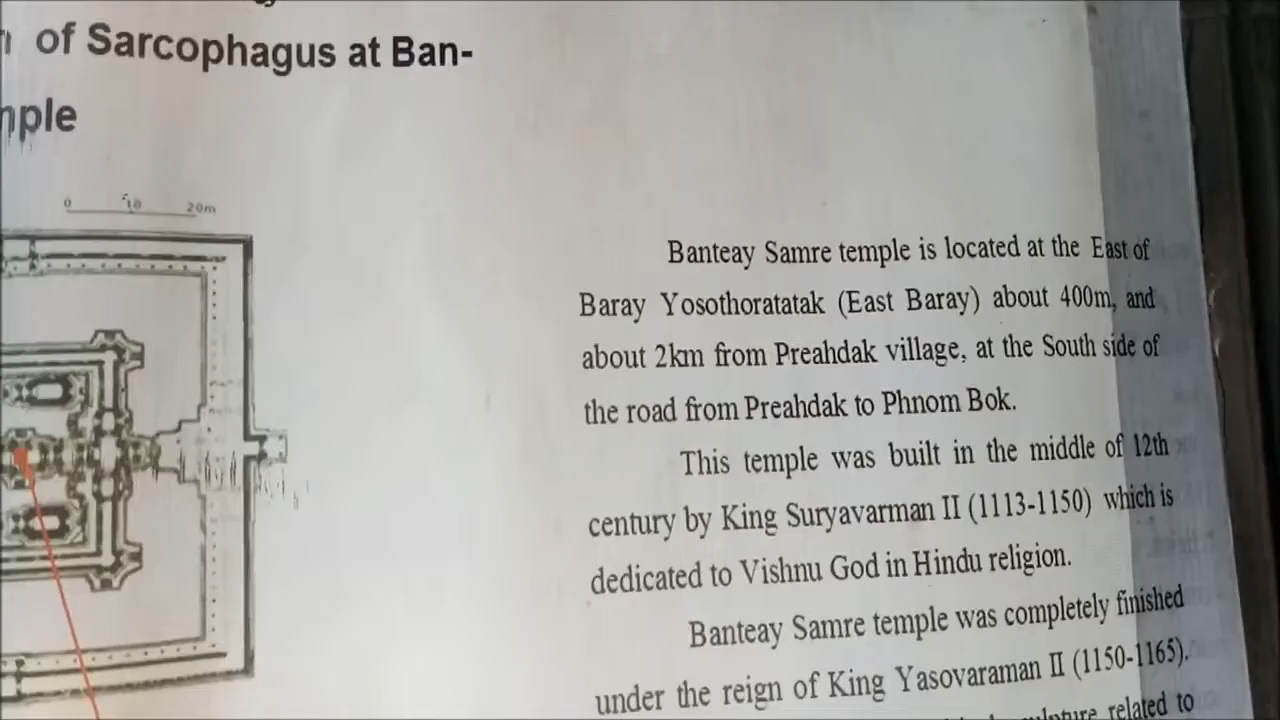 of Sarcophagus at Ban-
0 10 20m
Banteay Samre temple is located at the East of
Baray Yosothoratatak (East Baray) about 400m, and
about 2km from Preahdak village, at the South side of
the road from Preahdak to Phnom Bok.
This temple was built in the middle of 12th
century by King Suryavarman II (1113-1150) which is
dedicated to Vishnu God in Hindu religion.
Banteay Samre temple was completely finished
under the reign of King Yasovaraman II (1150-1165).
related to